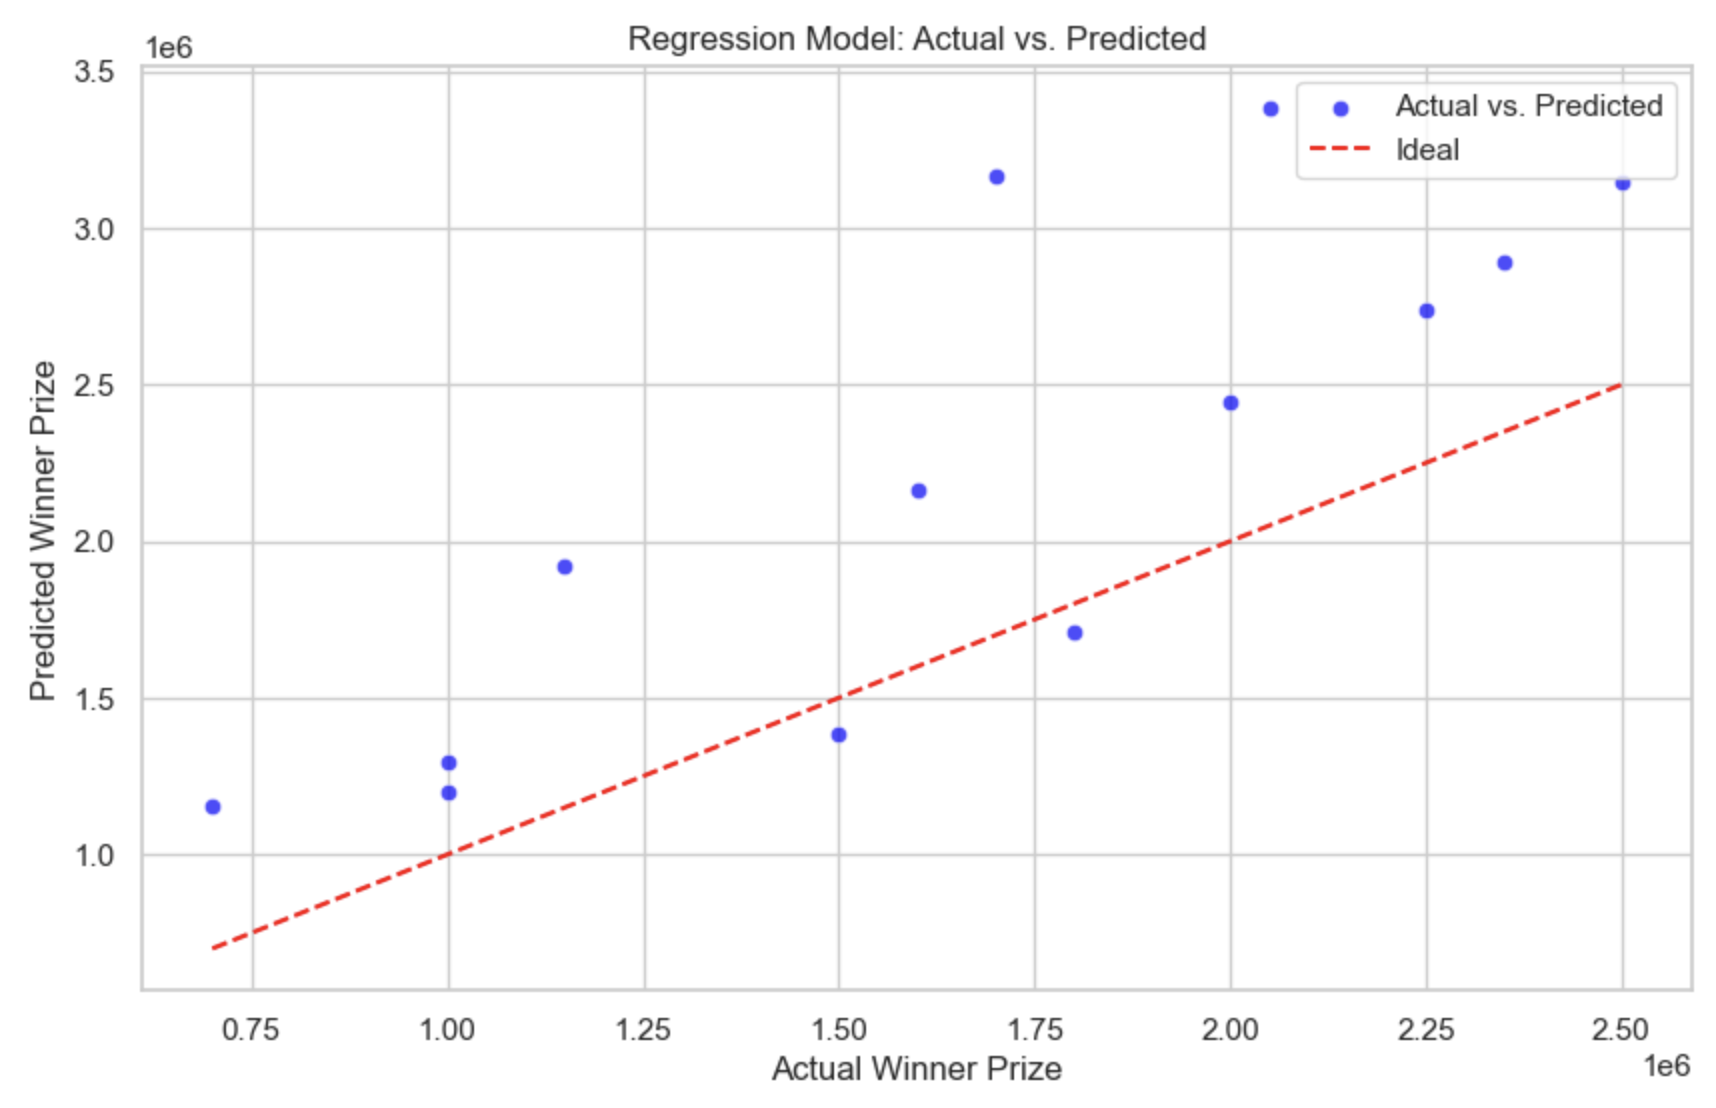 Regression Model: Actual vs. Predicted
1e6
3.5
3.0
2.5
2.0
1.5
1.0
Predicted Winner Prize
Actual vs. Predicted
Ideal
0.75 1.00 1.25 1.50 1.75 2.00 2.25 2.50
Actual Winner Prize
1e6